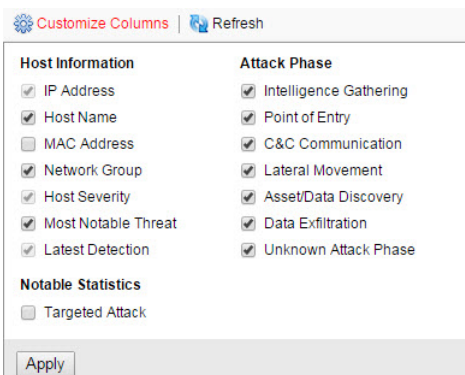 Customize Columns | Refresh
Host Information
IP Address
Host Name
MAC Address
Network Group
Host Severity
Most Notable Threat
Latest Detection
Notable Statistics
Targeted Attack
Attack Phase
Intelligence Gathering
Point of Entry
C&C Communication
Lateral Movement
Asset/Data Discovery
Data Exfiltration
Unknown Attack Phase
Apply